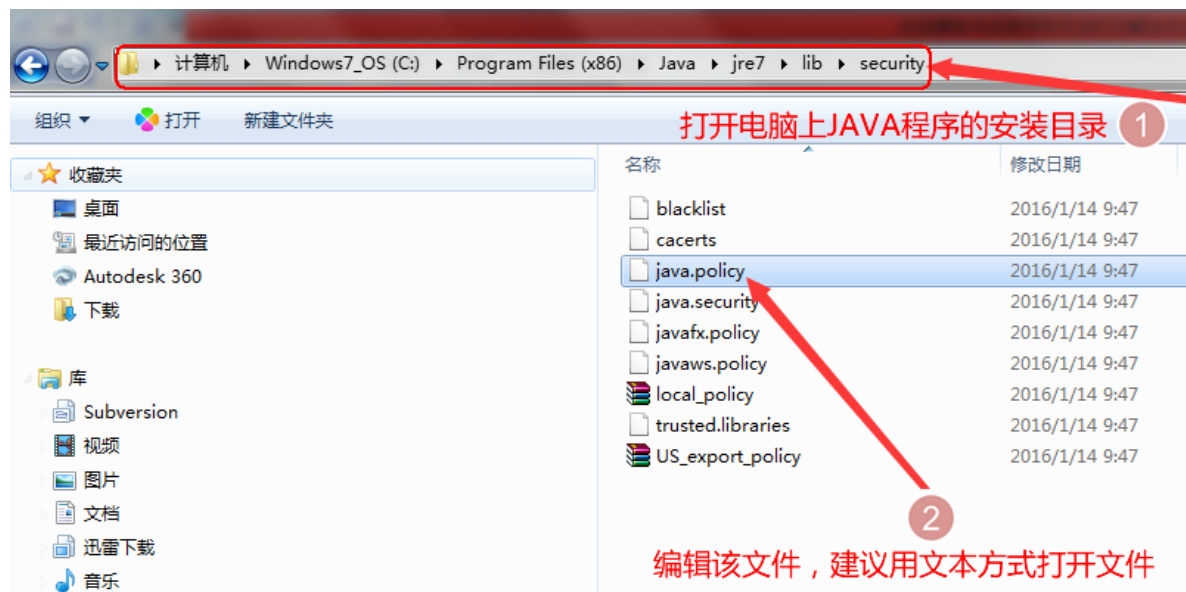 计算机 Windows7_OS (C:) Program Files (x86) Java jre7 lib security
组织 打开 新建文件夹
打开电脑上JAVA程序的安装目录 1
收藏夹
桌面
最近访问的位置
Autodesk 360
下载
库
Subversion
视频
图片
文档
迅雷下载
音乐
名称 修改日期
blacklist 2016/1/14 9:47
cacerts 2016/1/14 9:47
java.policy 2016/1/14 9:47
java.security 2016/1/14 9:47
javafx.policy 2016/1/14 9:47
javaws.policy 2016/1/14 9:47
local_policy 2016/1/14 9:47
trusted.libraries 2016/1/14 9:47
US_export_policy 2016/1/14 9:47
2
编辑该文件，建议用文本方式打开文件